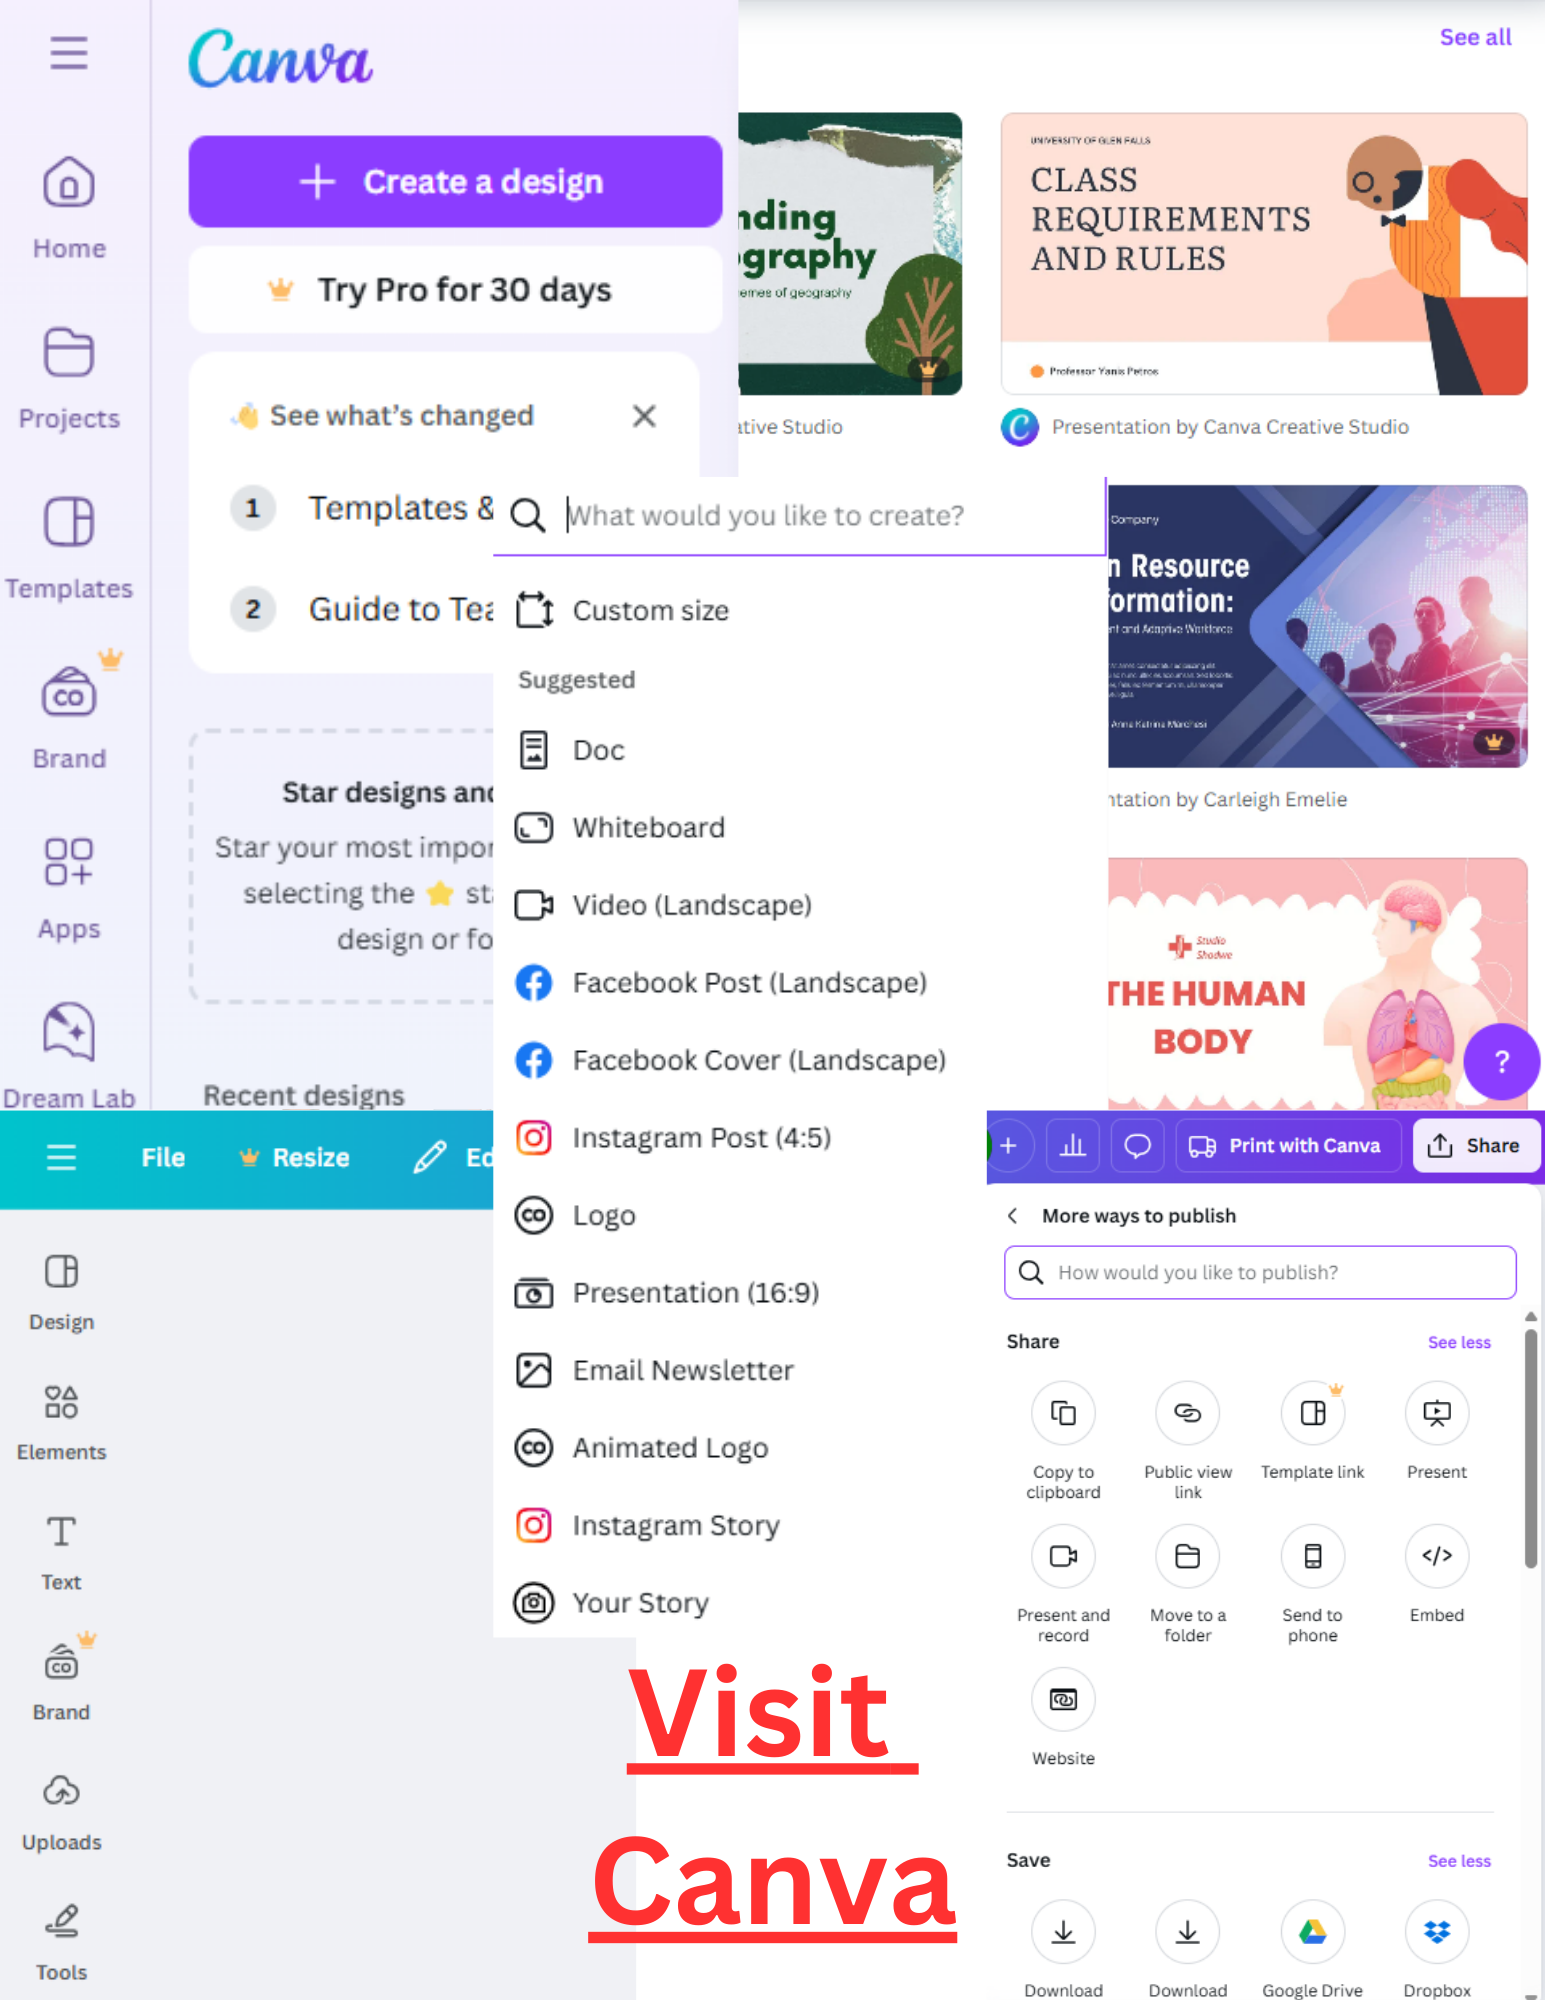 Canva
Create a design
Try Pro for 30 days
See what's changed
1 Templates &
2 Guide to Tea
Star designs and
Star your most impor
selecting the ⭐ st
design or fo
Recent designs
Home
Projects
Templates
CO
Brand
Apps
Dream Lab
See all
nding
graphy
emes of geography
ative Studio
UNIVERSITY OF GLEN FALLS
CLASS
REQUIREMENTS
AND RULES
Professor Yanis Petros
C
Presentation by Canva Creative Studio
Company
n Resource
ormation:
nt and Adaptive Workforce
Anna Katrina Marchesi
ntation by Carleigh Emelie
Studio
Shodwe
THE HUMAN
BODY
?
What would you like to create?
Custom size
Suggested
Doc
Whiteboard
Video (Landscape)
Facebook Post (Landscape)
Facebook Cover (Landscape)
Instagram Post (4:5)
CO Logo
Presentation (16:9)
Email Newsletter
CO Animated Logo
Instagram Story
Your Story
File Resize Ed
Design
Elements
T
Text
CO
Brand
Uploads
Tools
Visit
Canva
Print with Canva Share
More ways to publish
How would you like to publish?
Share See less
Copy to clipboard
Public view link
Template link
Present
Present and record
Move to a folder
Send to phone
</>
Embed
Website
Save See less
Download Download Google Drive Dropbox